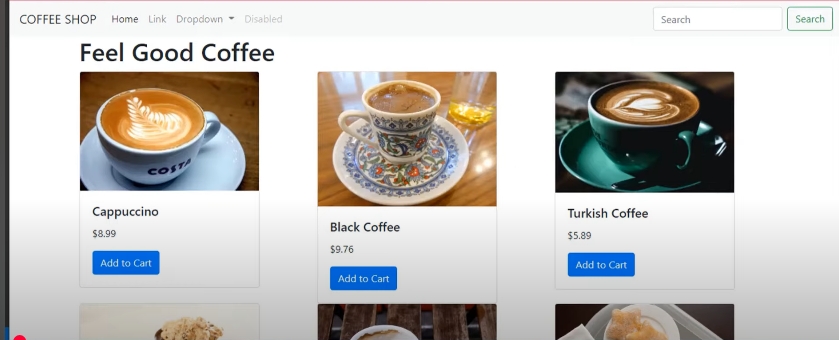 COFFEE SHOP Home Link Dropdown Disabled Search Search
Feel Good Coffee
COSTA
Cappuccino
$8.99
Add to Cart
Black Coffee
$9.76
Add to Cart
Turkish Coffee
$5.89
Add to Cart